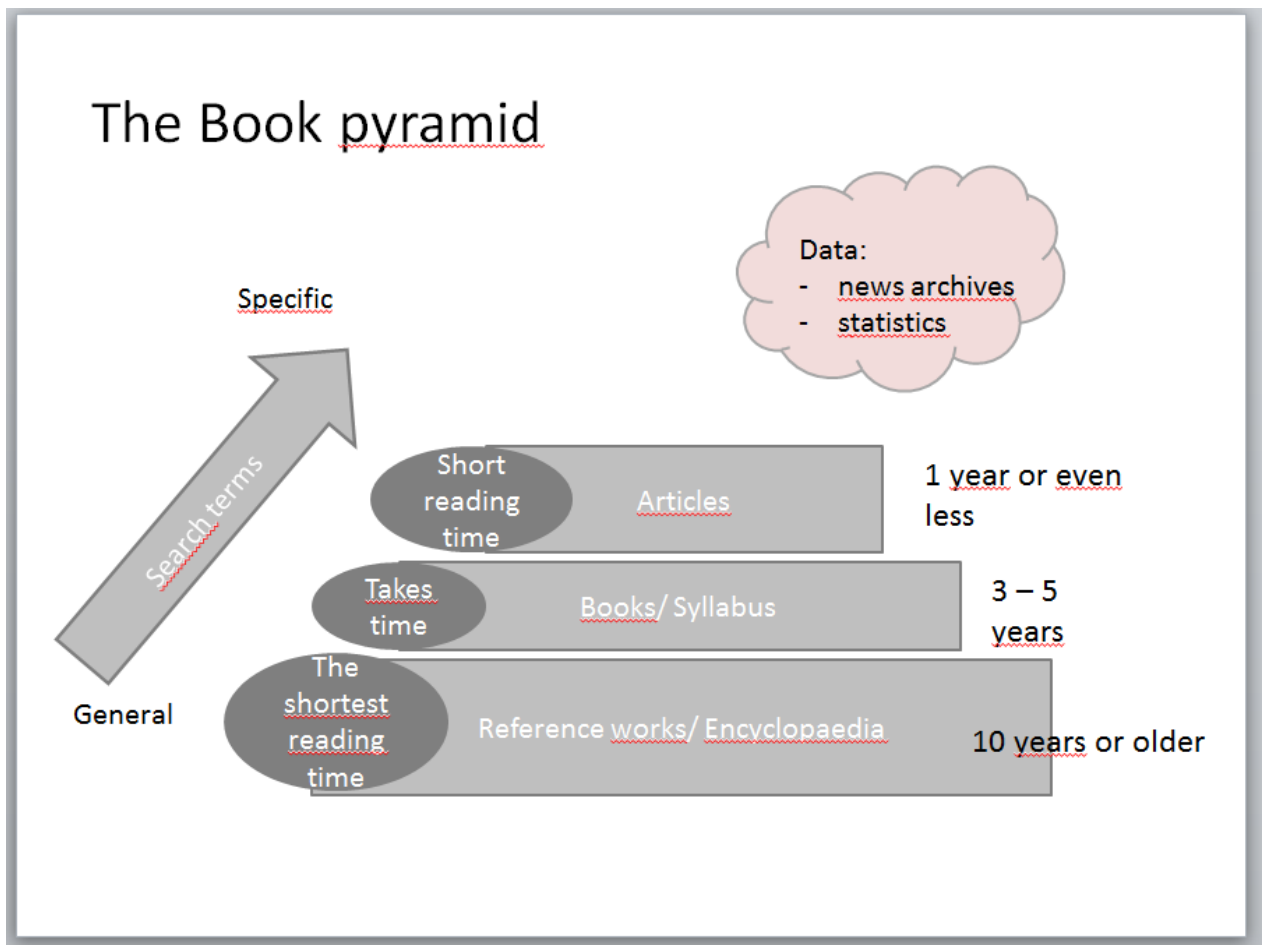 The Book pyramid
Data:
- news archives
- statistics
Specific
Search terms
General
Short
reading
time
Articles
1 year or even
less
Takes
time
Books/ Syllabus
3 – 5
years
The
shortest
reading
time
Reference works/ Encyclopaedia
10 years or older